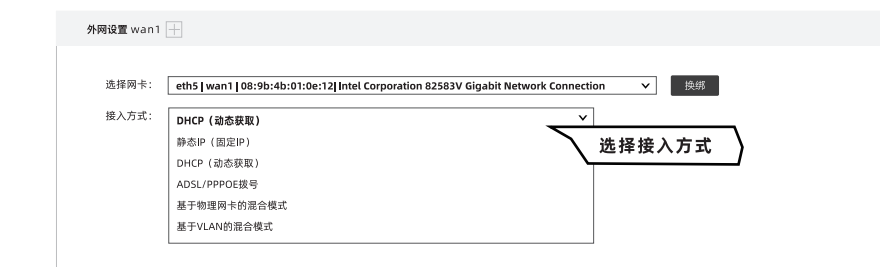 外网设置 wan1
选择网卡： eth5 | wan1 | 08:9b:4b:01:0e:12| Intel Corporation 82583V Gigabit Network Connection 换绑
接入方式： DHCP（动态获取）
静态IP（固定IP）
选择接入方式
DHCP（动态获取）
ADSL/PPPOE拨号
基于物理网卡的混合模式
基于VLAN的混合模式